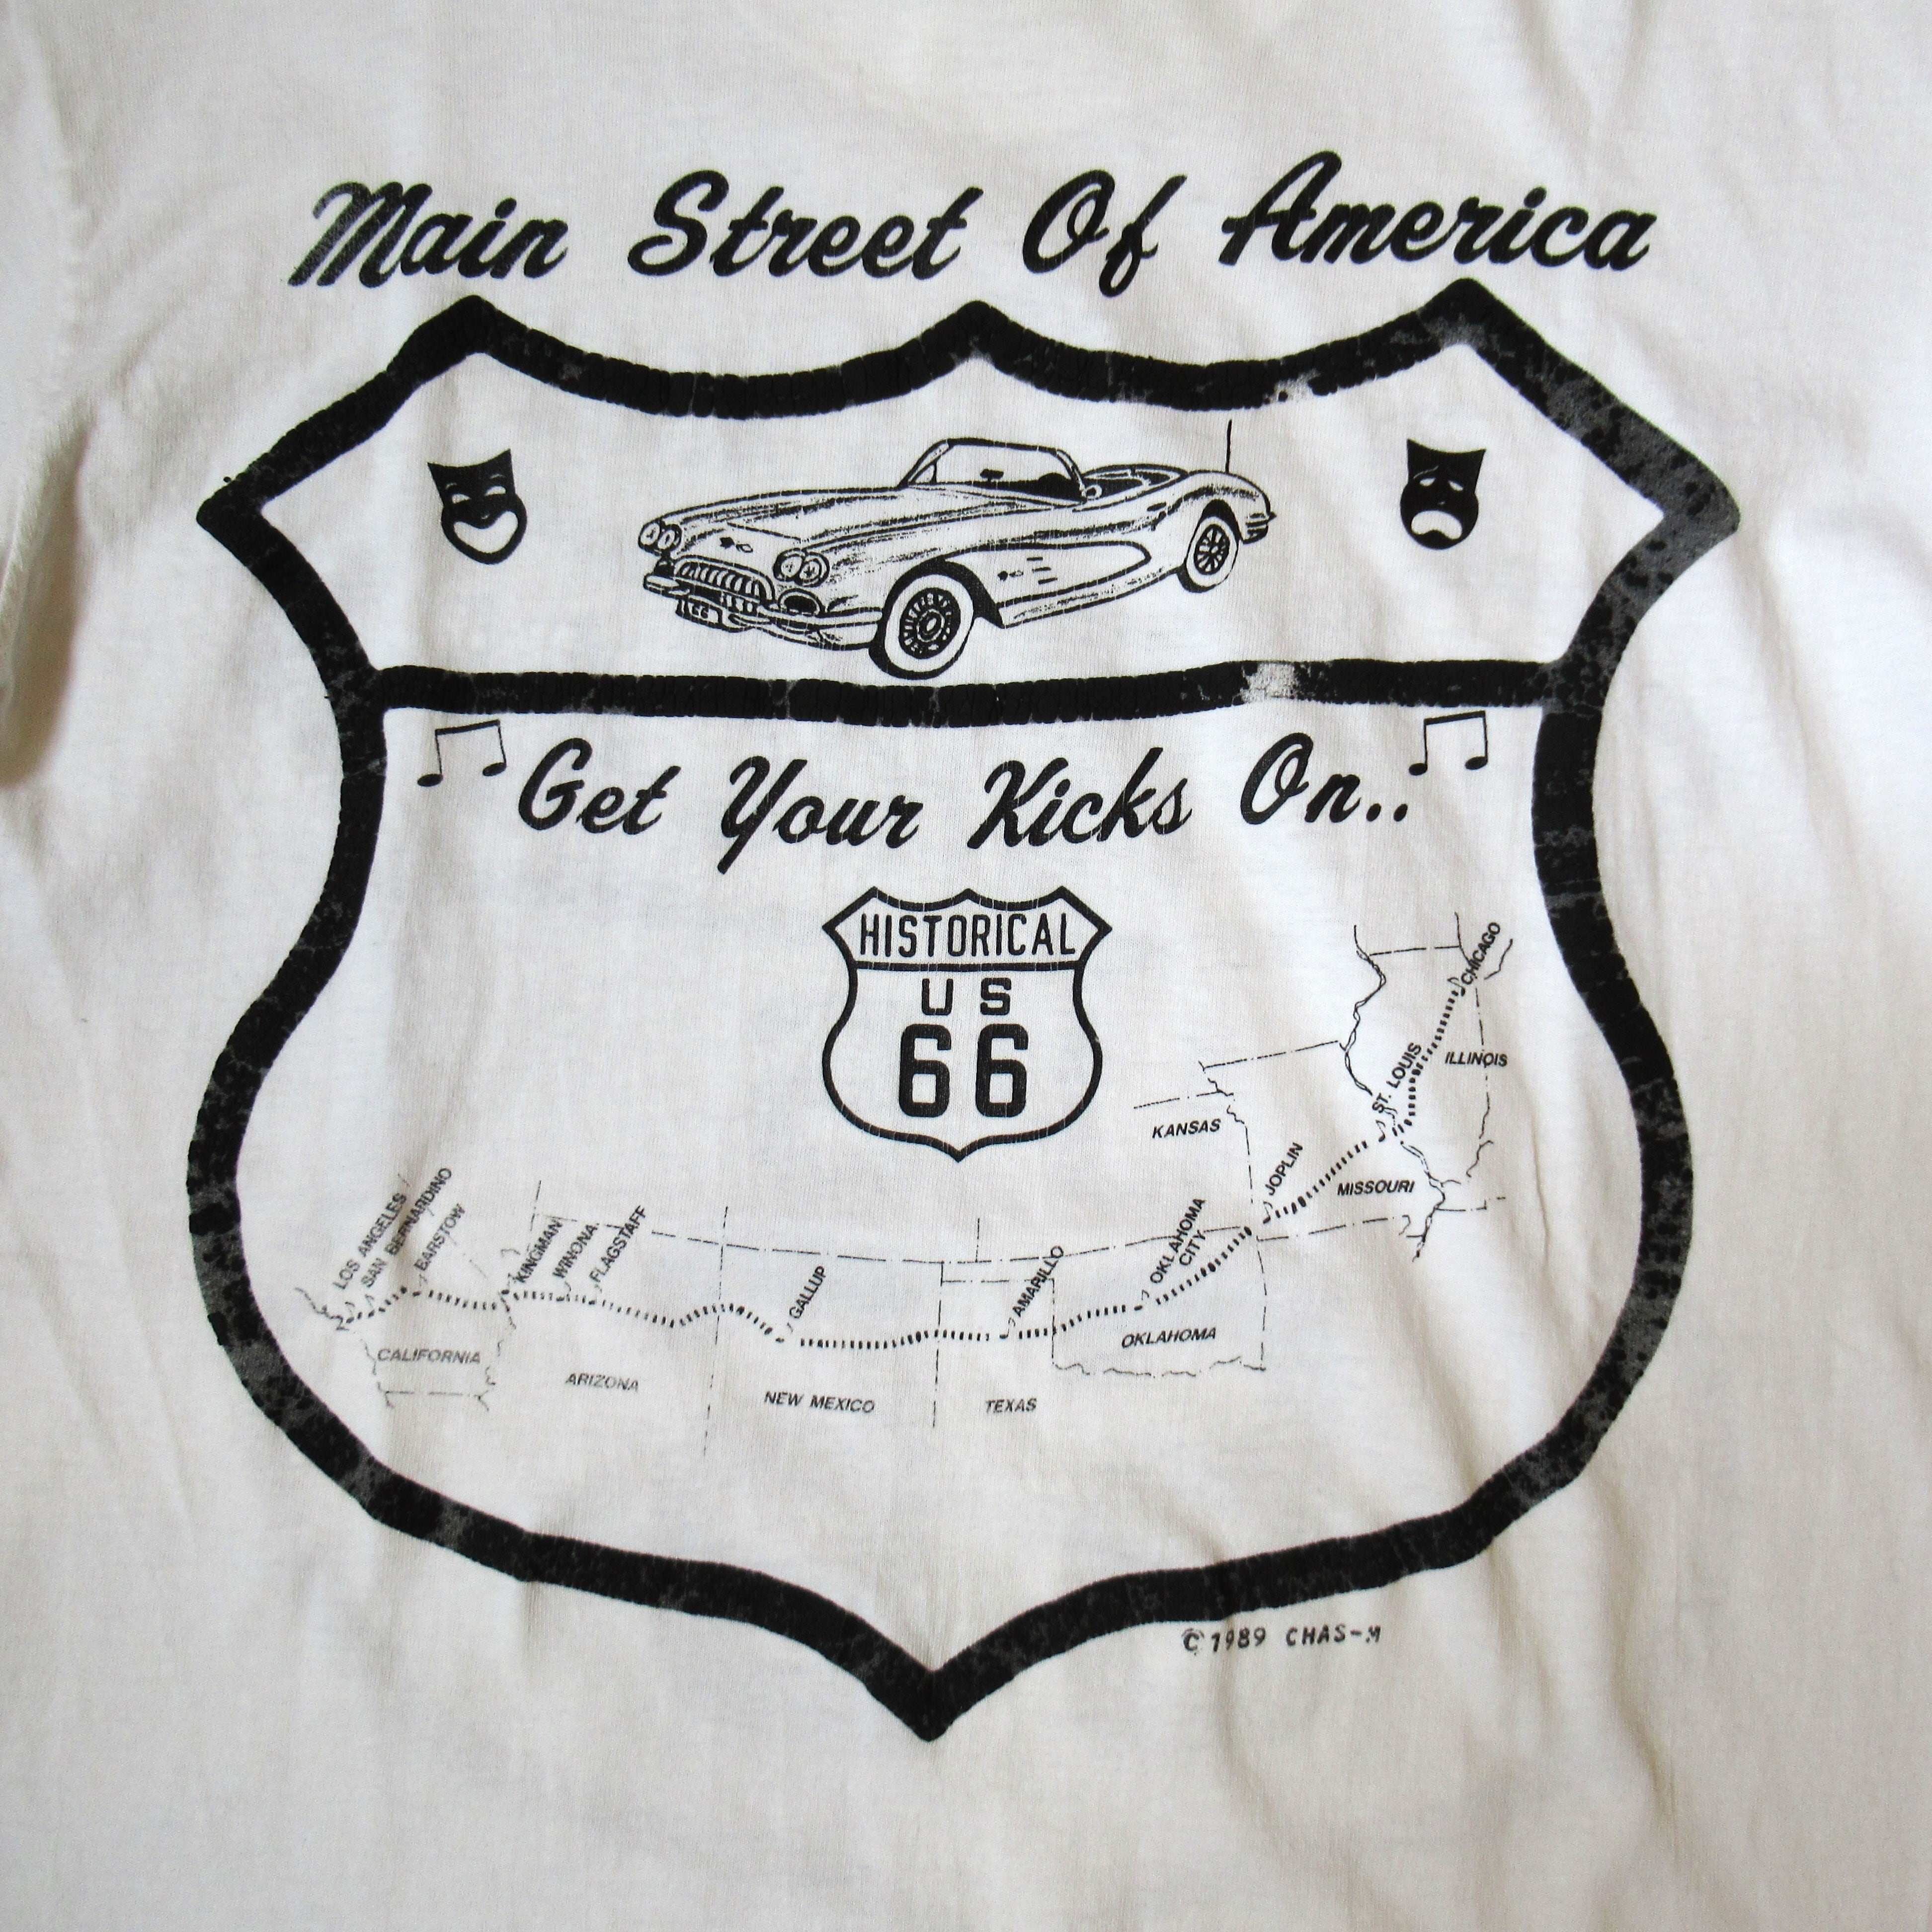 Main Street Of America
66
Get Your Kicks On..
HISTORICAL
US
66
CHICAGO
ST. LOUIS
ILLINOIS
KANSAS
JOPLIN
MISSOURI
LOS ANGELES
SAN BERNARDINO
BARSTOW
KINGMAN
WINONA
FLAGSTAFF
GALLUP
AMARILLO
OKLAHOMA
CITY
CALIFORNIA
ARIZONA
NEW MEXICO
TEXAS
OKLAHOMA
©1989 CHAS-M